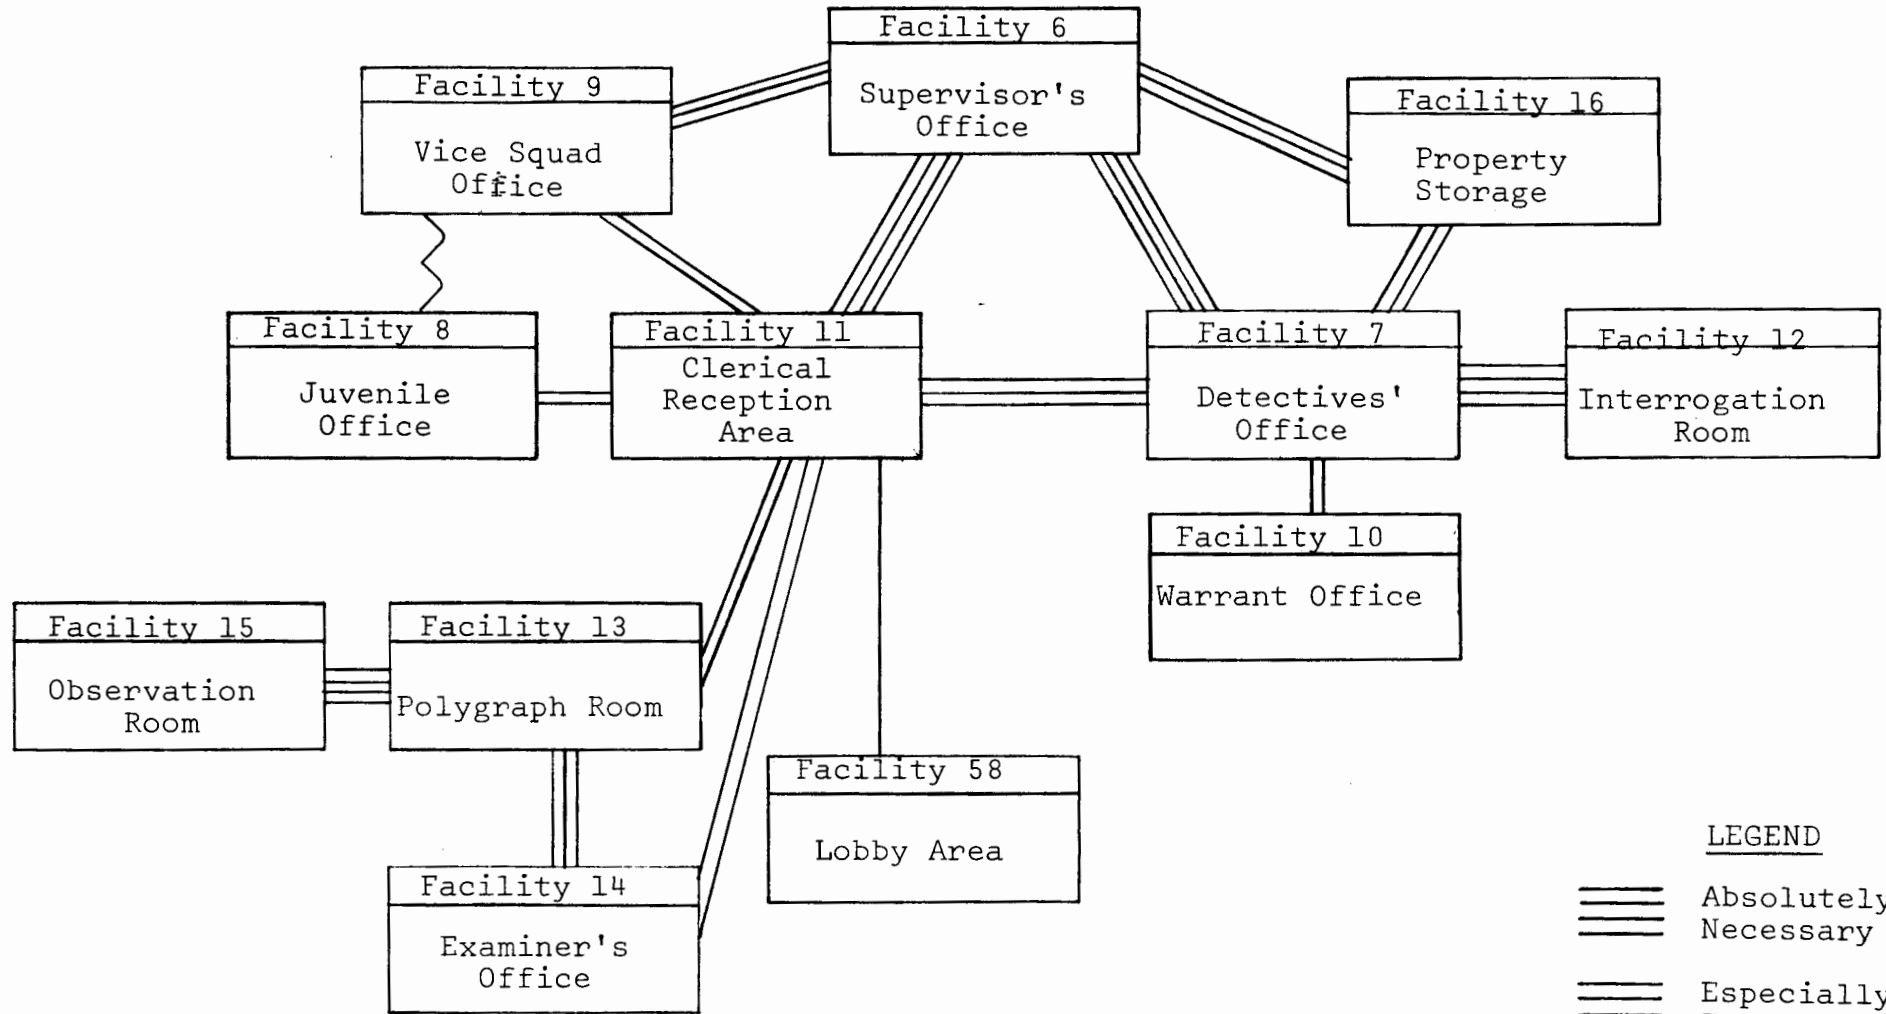 Facility 6
Supervisor's
Office
Facility 9
Vice Squad
Office
Facility 16
Property
Storage
Facility 8
Juvenile
Office
Facility 11
Clerical
Reception
Area
Facility 7
Detectives'
Office
Facility 12
Interrogation
Room
Facility 10
Warrant Office
Facility 15
Observation
Room
Facility 13
Polygraph Room
Facility 58
Lobby Area
Facility 14
Examiner's
Office
LEGEND
Absolutely
Necessary
Especially